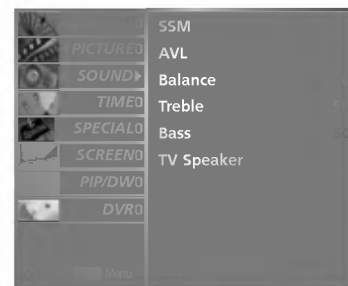 PICTURE
SOUND
TIME
SPECIAL
SCREEN
PIP/DW
DVR
Menu
SSM
AVL
Balance
Treble
Bass
TV Speaker